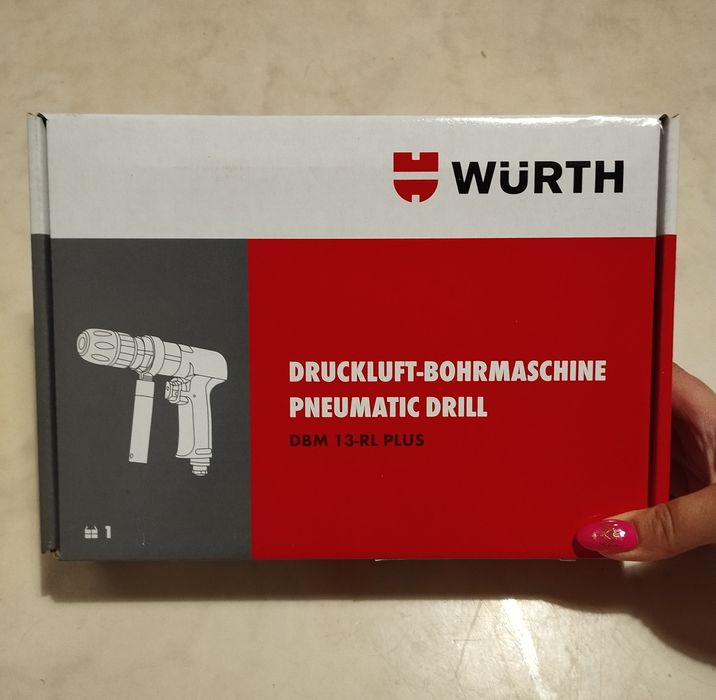 WÜRTH
DRUCKLUFT-BOHRMASCHINE
PNEUMATIC DRILL
DBM 13-RL PLUS
1